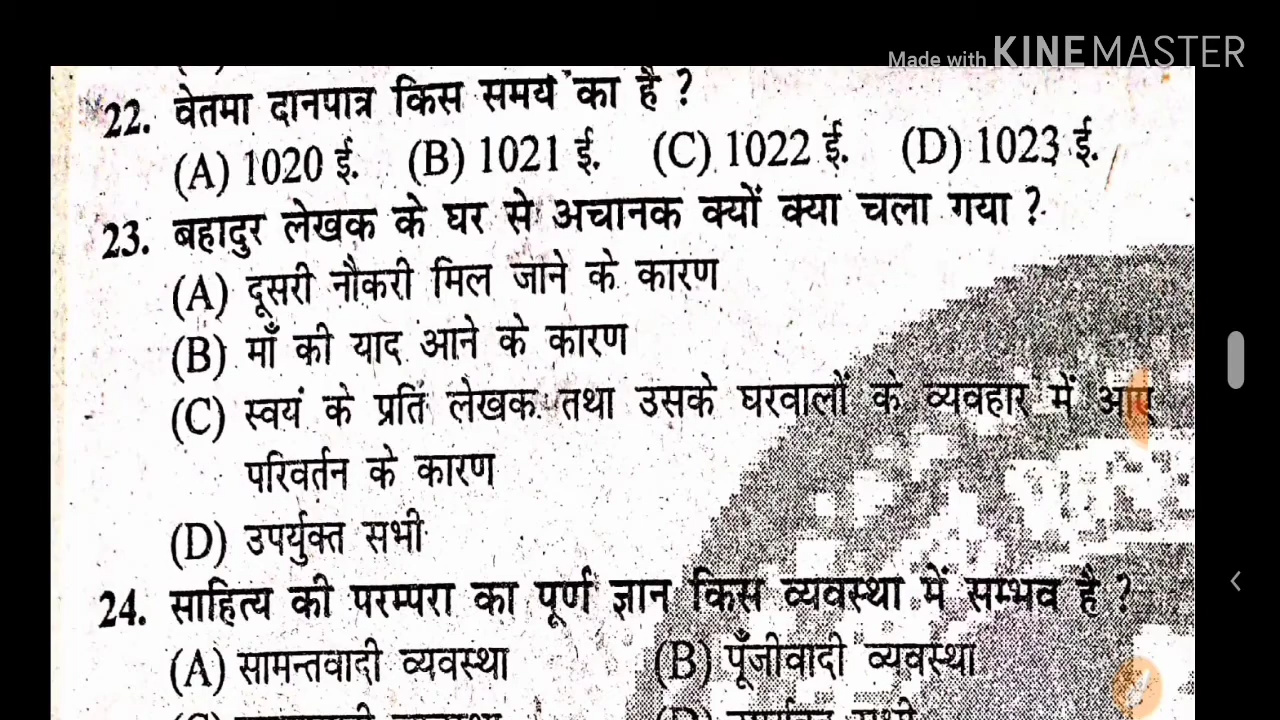 Made with KINEMASTER
22. वेतमा दानपात्र किस समय का है ?
(A) 1020 ई. (B) 1021 ई. (C) 1022 ई. (D) 1023 ई.
23. बहादुर लेखक के घर से अचानक क्यों क्या चला गया ?
(A) दूसरी नौकरी मिल जाने के कारण
(B) माँ की याद आने के कारण
(C) स्वयं के प्रति लेखक तथा उसके घरवालों के व्यवहार में आए
परिवर्तन के कारण
(D) उपर्युक्त सभी
24. साहित्य की परम्परा का पूर्ण ज्ञान किस व्यवस्था में सम्भव है ?
(A) सामन्तवादी व्यवस्था (B) पूँजीवादी व्यवस्था